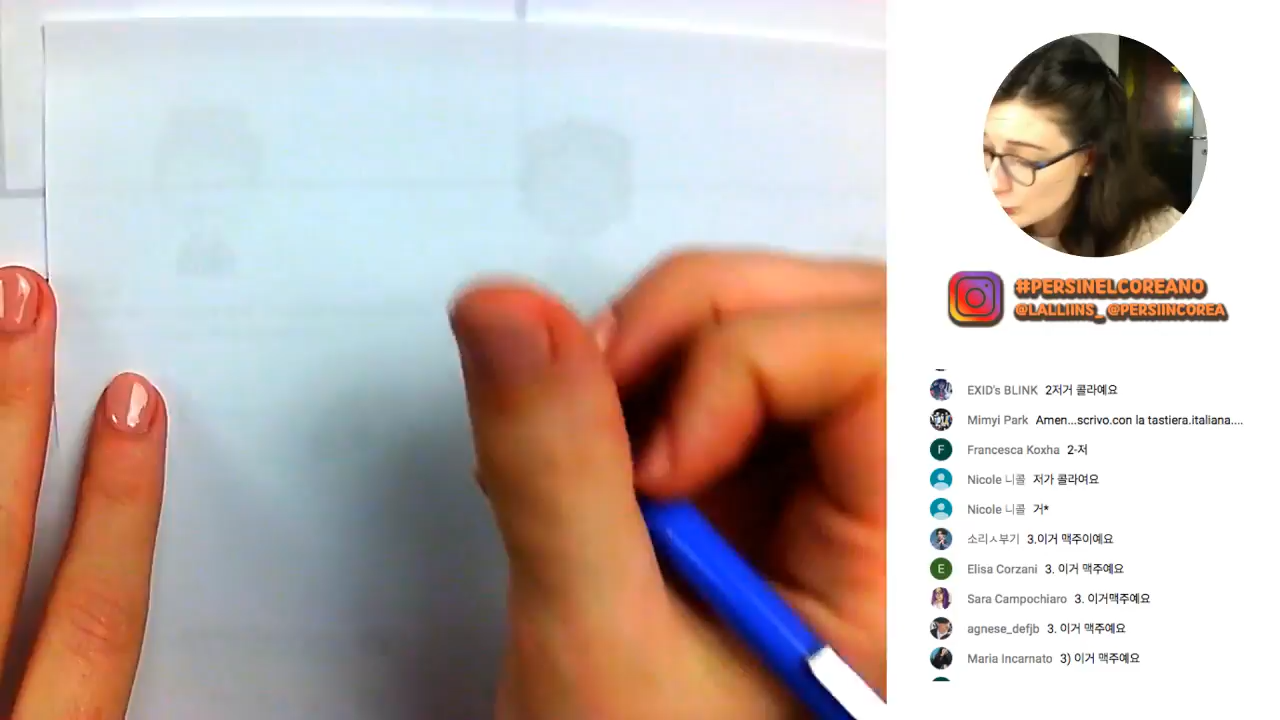 #PERSINELCOREANO
@LALLIINS_ @PERSIINCOREA
EXID's BLINK 2저거 콜라예요
Mimyi Park Amen...scrivo.con la tastiera.italiana....
F Francesca Koxha 2-저
Nicole 니콜 저가 콜라여요
Nicole 니콜 거*
소리ㅅ부기 3.이거 맥주이예요
E Elisa Corzani 3. 이거 맥주예요
Sara Campochiaro 3. 이거맥주예요
agnese_defjb 3. 이거 맥주예요
Maria Incarnato 3) 이거 맥주예요